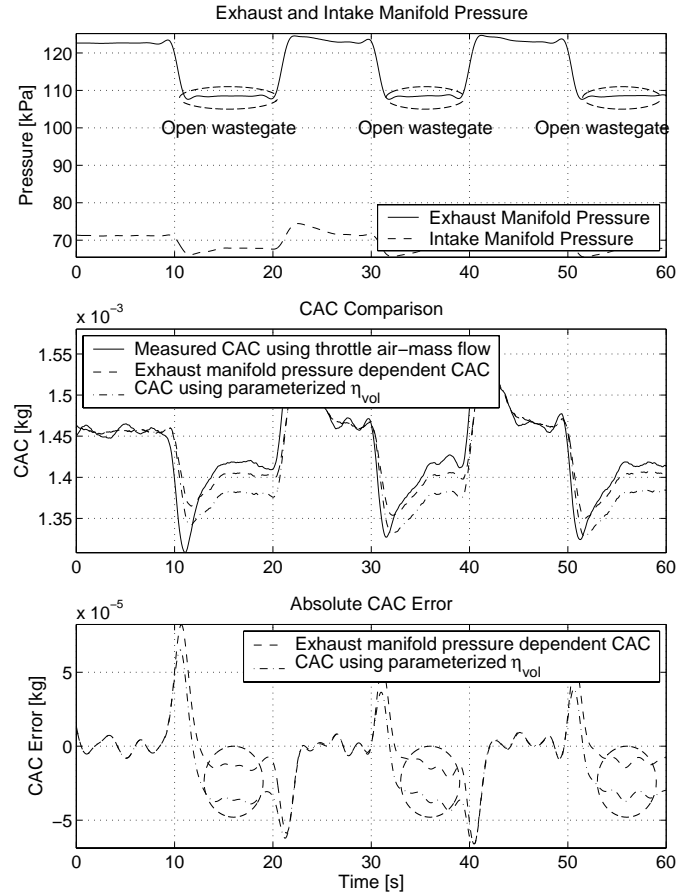 Exhaust and Intake Manifold Pressure
120
110
100
90
80
70
Pressure [kPa]
Open wastegate
Open wastegate
Open wastegate
Exhaust Manifold Pressure
Intake Manifold Pressure
0
10
20
30
40
50
60
x 10⁻³
CAC Comparison
1.55
1.5
1.45
1.4
1.35
CAC [kg]
Measured CAC using throttle air−mass flow
Exhaust manifold pressure dependent CAC
CAC using parameterized ηvol
0
10
20
30
40
50
60
x 10⁻⁵
Absolute CAC Error
5
0
−5
CAC Error [kg]
Exhaust manifold pressure dependent CAC
CAC using parameterized ηvol
0
10
20
30
40
50
60
Time [s]